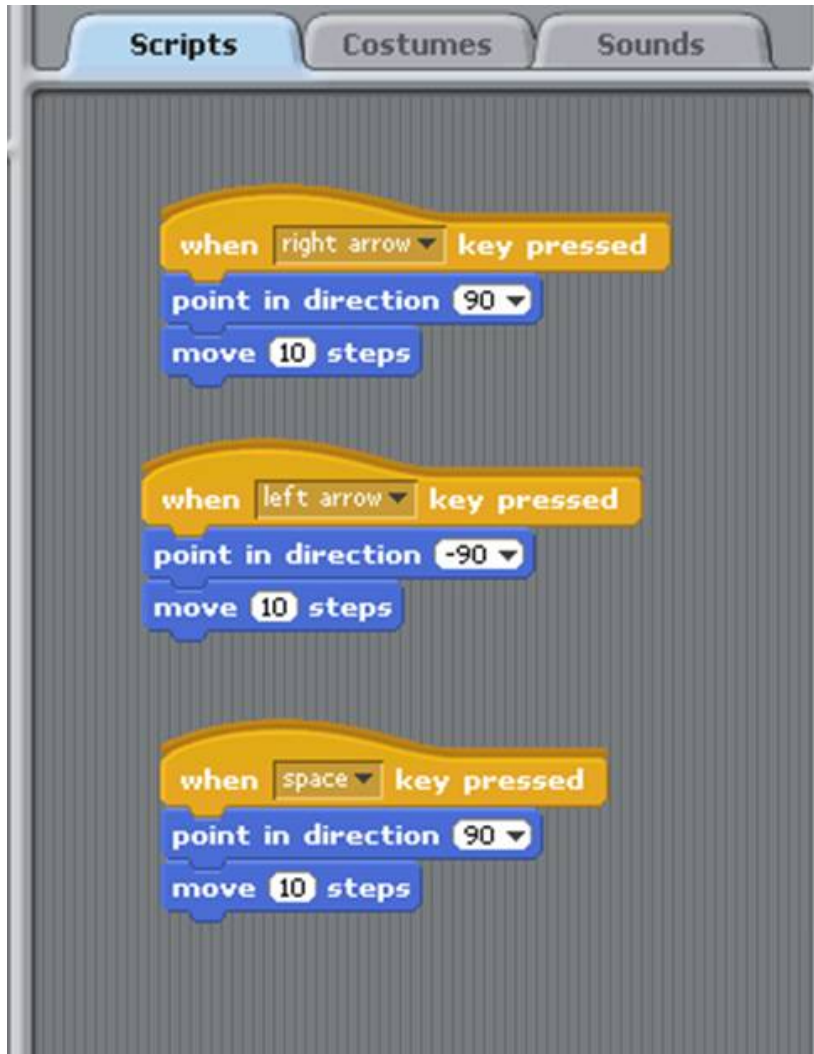 Scripts Costumes Sounds
when right arrow key pressed
point in direction 90
move 10 steps
when left arrow key pressed
point in direction -90
move 10 steps
when space key pressed
point in direction 90
move 10 steps